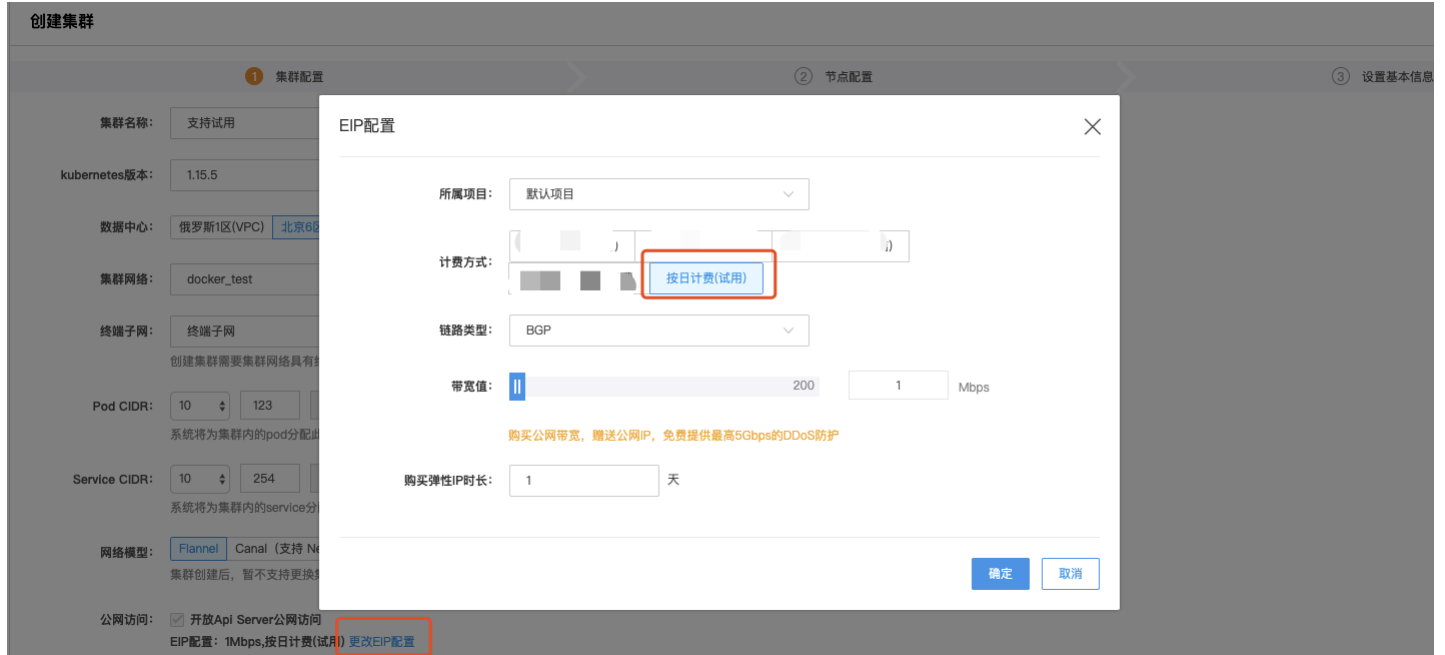 创建集群
1 集群配置
2 节点配置
3 设置基本信息
集群名称: 支持试用
kubernetes版本: 1.15.5
数据中心: 俄罗斯1区(VPC) 北京6区
集群网络: docker_test
终端子网: 终端子网
创建集群需要集群网络具有
Pod CIDR: 10 123
系统将为集群内的pod分配
Service CIDR: 10 254
系统将为集群内的service分
网络模型: Flannel Canal（支持 Ne
集群创建后，暂不支持更换
公网访问: 开放Api Server公网访问
EIP配置: 1Mbps,按日计费(试用) 更改EIP配置
EIP配置
所属项目: 默认项目
计费方式:
按日计费(试用)
链路类型: BGP
带宽值: 200 1 Mbps
购买公网带宽，赠送公网IP，免费提供最高5Gbps的DDoS防护
购买弹性IP时长: 1 天
确定 取消